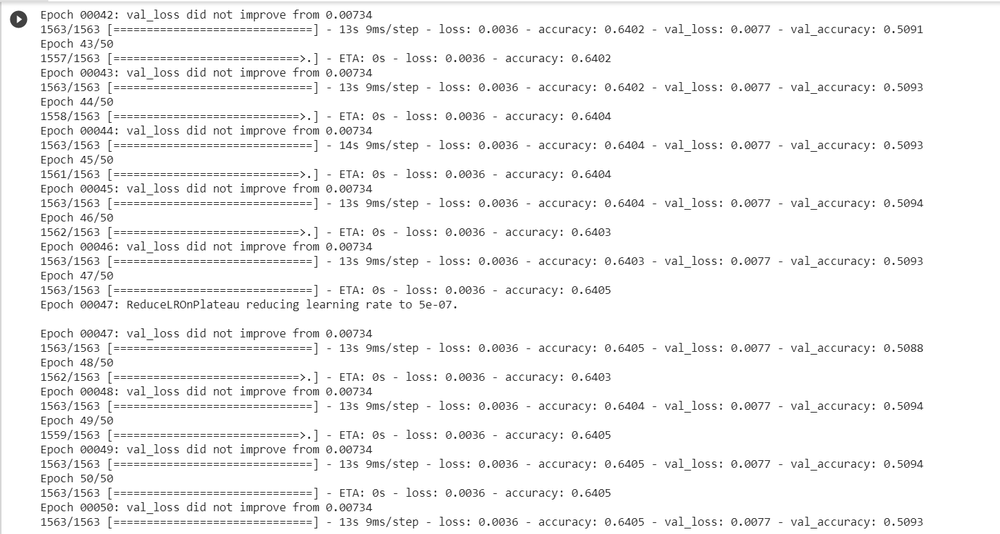 Epoch 00042: val_loss did not improve from 0.00734
1563/1563 [==============================] - 13s 9ms/step - loss: 0.0036 - accuracy: 0.6402 - val_loss: 0.0077 - val_accuracy: 0.5091
Epoch 43/50
1557/1563 [============================>.] - ETA: 0s - loss: 0.0036 - accuracy: 0.6402
Epoch 00043: val_loss did not improve from 0.00734
1563/1563 [==============================] - 13s 9ms/step - loss: 0.0036 - accuracy: 0.6402 - val_loss: 0.0077 - val_accuracy: 0.5093
Epoch 44/50
1558/1563 [============================>.] - ETA: 0s - loss: 0.0036 - accuracy: 0.6404
Epoch 00044: val_loss did not improve from 0.00734
1563/1563 [==============================] - 14s 9ms/step - loss: 0.0036 - accuracy: 0.6404 - val_loss: 0.0077 - val_accuracy: 0.5093
Epoch 45/50
1561/1563 [============================>.] - ETA: 0s - loss: 0.0036 - accuracy: 0.6404
Epoch 00045: val_loss did not improve from 0.00734
1563/1563 [==============================] - 13s 9ms/step - loss: 0.0036 - accuracy: 0.6404 - val_loss: 0.0077 - val_accuracy: 0.5094
Epoch 46/50
1562/1563 [============================>.] - ETA: 0s - loss: 0.0036 - accuracy: 0.6403
Epoch 00046: val_loss did not improve from 0.00734
1563/1563 [==============================] - 13s 9ms/step - loss: 0.0036 - accuracy: 0.6403 - val_loss: 0.0077 - val_accuracy: 0.5093
Epoch 47/50
1563/1563 [==============================] - ETA: 0s - loss: 0.0036 - accuracy: 0.6405
Epoch 00047: ReduceLROnPlateau reducing learning rate to 5e-07.
Epoch 00047: val_loss did not improve from 0.00734
1563/1563 [==============================] - 13s 9ms/step - loss: 0.0036 - accuracy: 0.6405 - val_loss: 0.0077 - val_accuracy: 0.5088
Epoch 48/50
1562/1563 [============================>.] - ETA: 0s - loss: 0.0036 - accuracy: 0.6403
Epoch 00048: val_loss did not improve from 0.00734
1563/1563 [==============================] - 13s 9ms/step - loss: 0.0036 - accuracy: 0.6404 - val_loss: 0.0077 - val_accuracy: 0.5094
Epoch 49/50
1559/1563 [============================>.] - ETA: 0s - loss: 0.0036 - accuracy: 0.6405
Epoch 00049: val_loss did not improve from 0.00734
1563/1563 [==============================] - 13s 9ms/step - loss: 0.0036 - accuracy: 0.6405 - val_loss: 0.0077 - val_accuracy: 0.5094
Epoch 50/50
1563/1563 [==============================] - ETA: 0s - loss: 0.0036 - accuracy: 0.6405
Epoch 00050: val_loss did not improve from 0.00734
1563/1563 [==============================] - 13s 9ms/step - loss: 0.0036 - accuracy: 0.6405 - val_loss: 0.0077 - val_accuracy: 0.5093